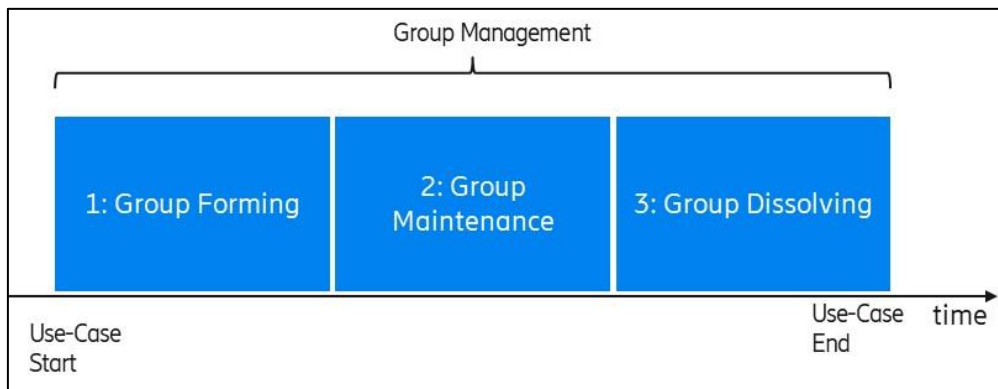 Group Management
1: Group Forming
2: Group
Maintenance
3: Group Dissolving
Use-Case
Start
Use-Case
End
time